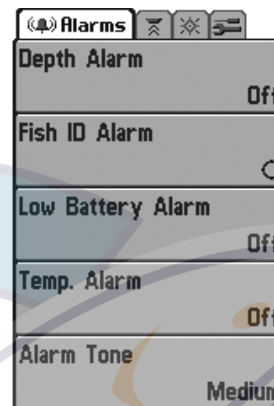 Alarms
Depth Alarm
Off
Fish ID Alarm
Low Battery Alarm
Off
Temp. Alarm
Off
Alarm Tone
Medium